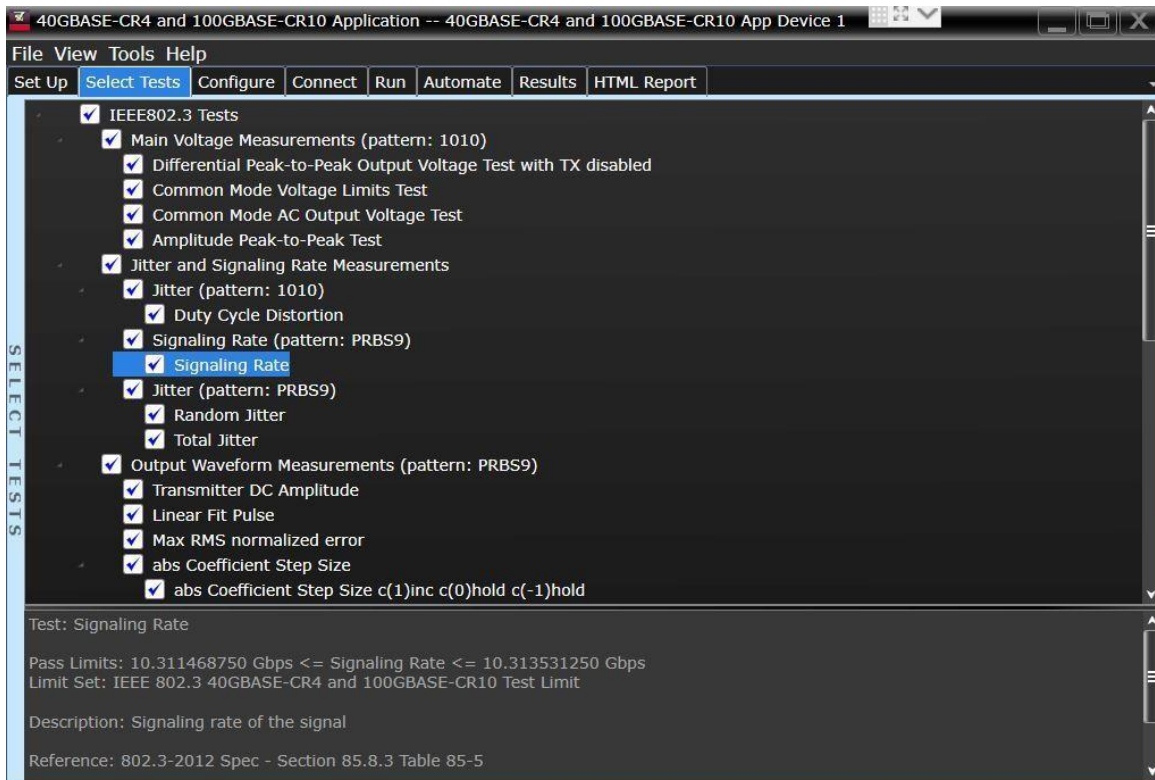 40GBASE-CR4 and 100GBASE-CR10 Application -- 40GBASE-CR4 and 100GBASE-CR10 App Device 1
File View Tools Help
Set Up Select Tests Configure Connect Run Automate Results HTML Report
IEEE802.3 Tests
Main Voltage Measurements (pattern: 1010)
Differential Peak-to-Peak Output Voltage Test with TX disabled
Common Mode Voltage Limits Test
Common Mode AC Output Voltage Test
Amplitude Peak-to-Peak Test
Jitter and Signaling Rate Measurements
Jitter (pattern: 1010)
Duty Cycle Distortion
Signaling Rate (pattern: PRBS9)
Signaling Rate
Jitter (pattern: PRBS9)
Random Jitter
Total Jitter
Output Waveform Measurements (pattern: PRBS9)
Transmitter DC Amplitude
Linear Fit Pulse
Max RMS normalized error
abs Coefficient Step Size
abs Coefficient Step Size c(1)inc c(0)hold c(-1)hold
SELECT TESTS
Test: Signaling Rate
Pass Limits: 10.311468750 Gbps <= Signaling Rate <= 10.313531250 Gbps
Limit Set: IEEE 802.3 40GBASE-CR4 and 100GBASE-CR10 Test Limit
Description: Signaling rate of the signal
Reference: 802.3-2012 Spec - Section 85.8.3 Table 85-5